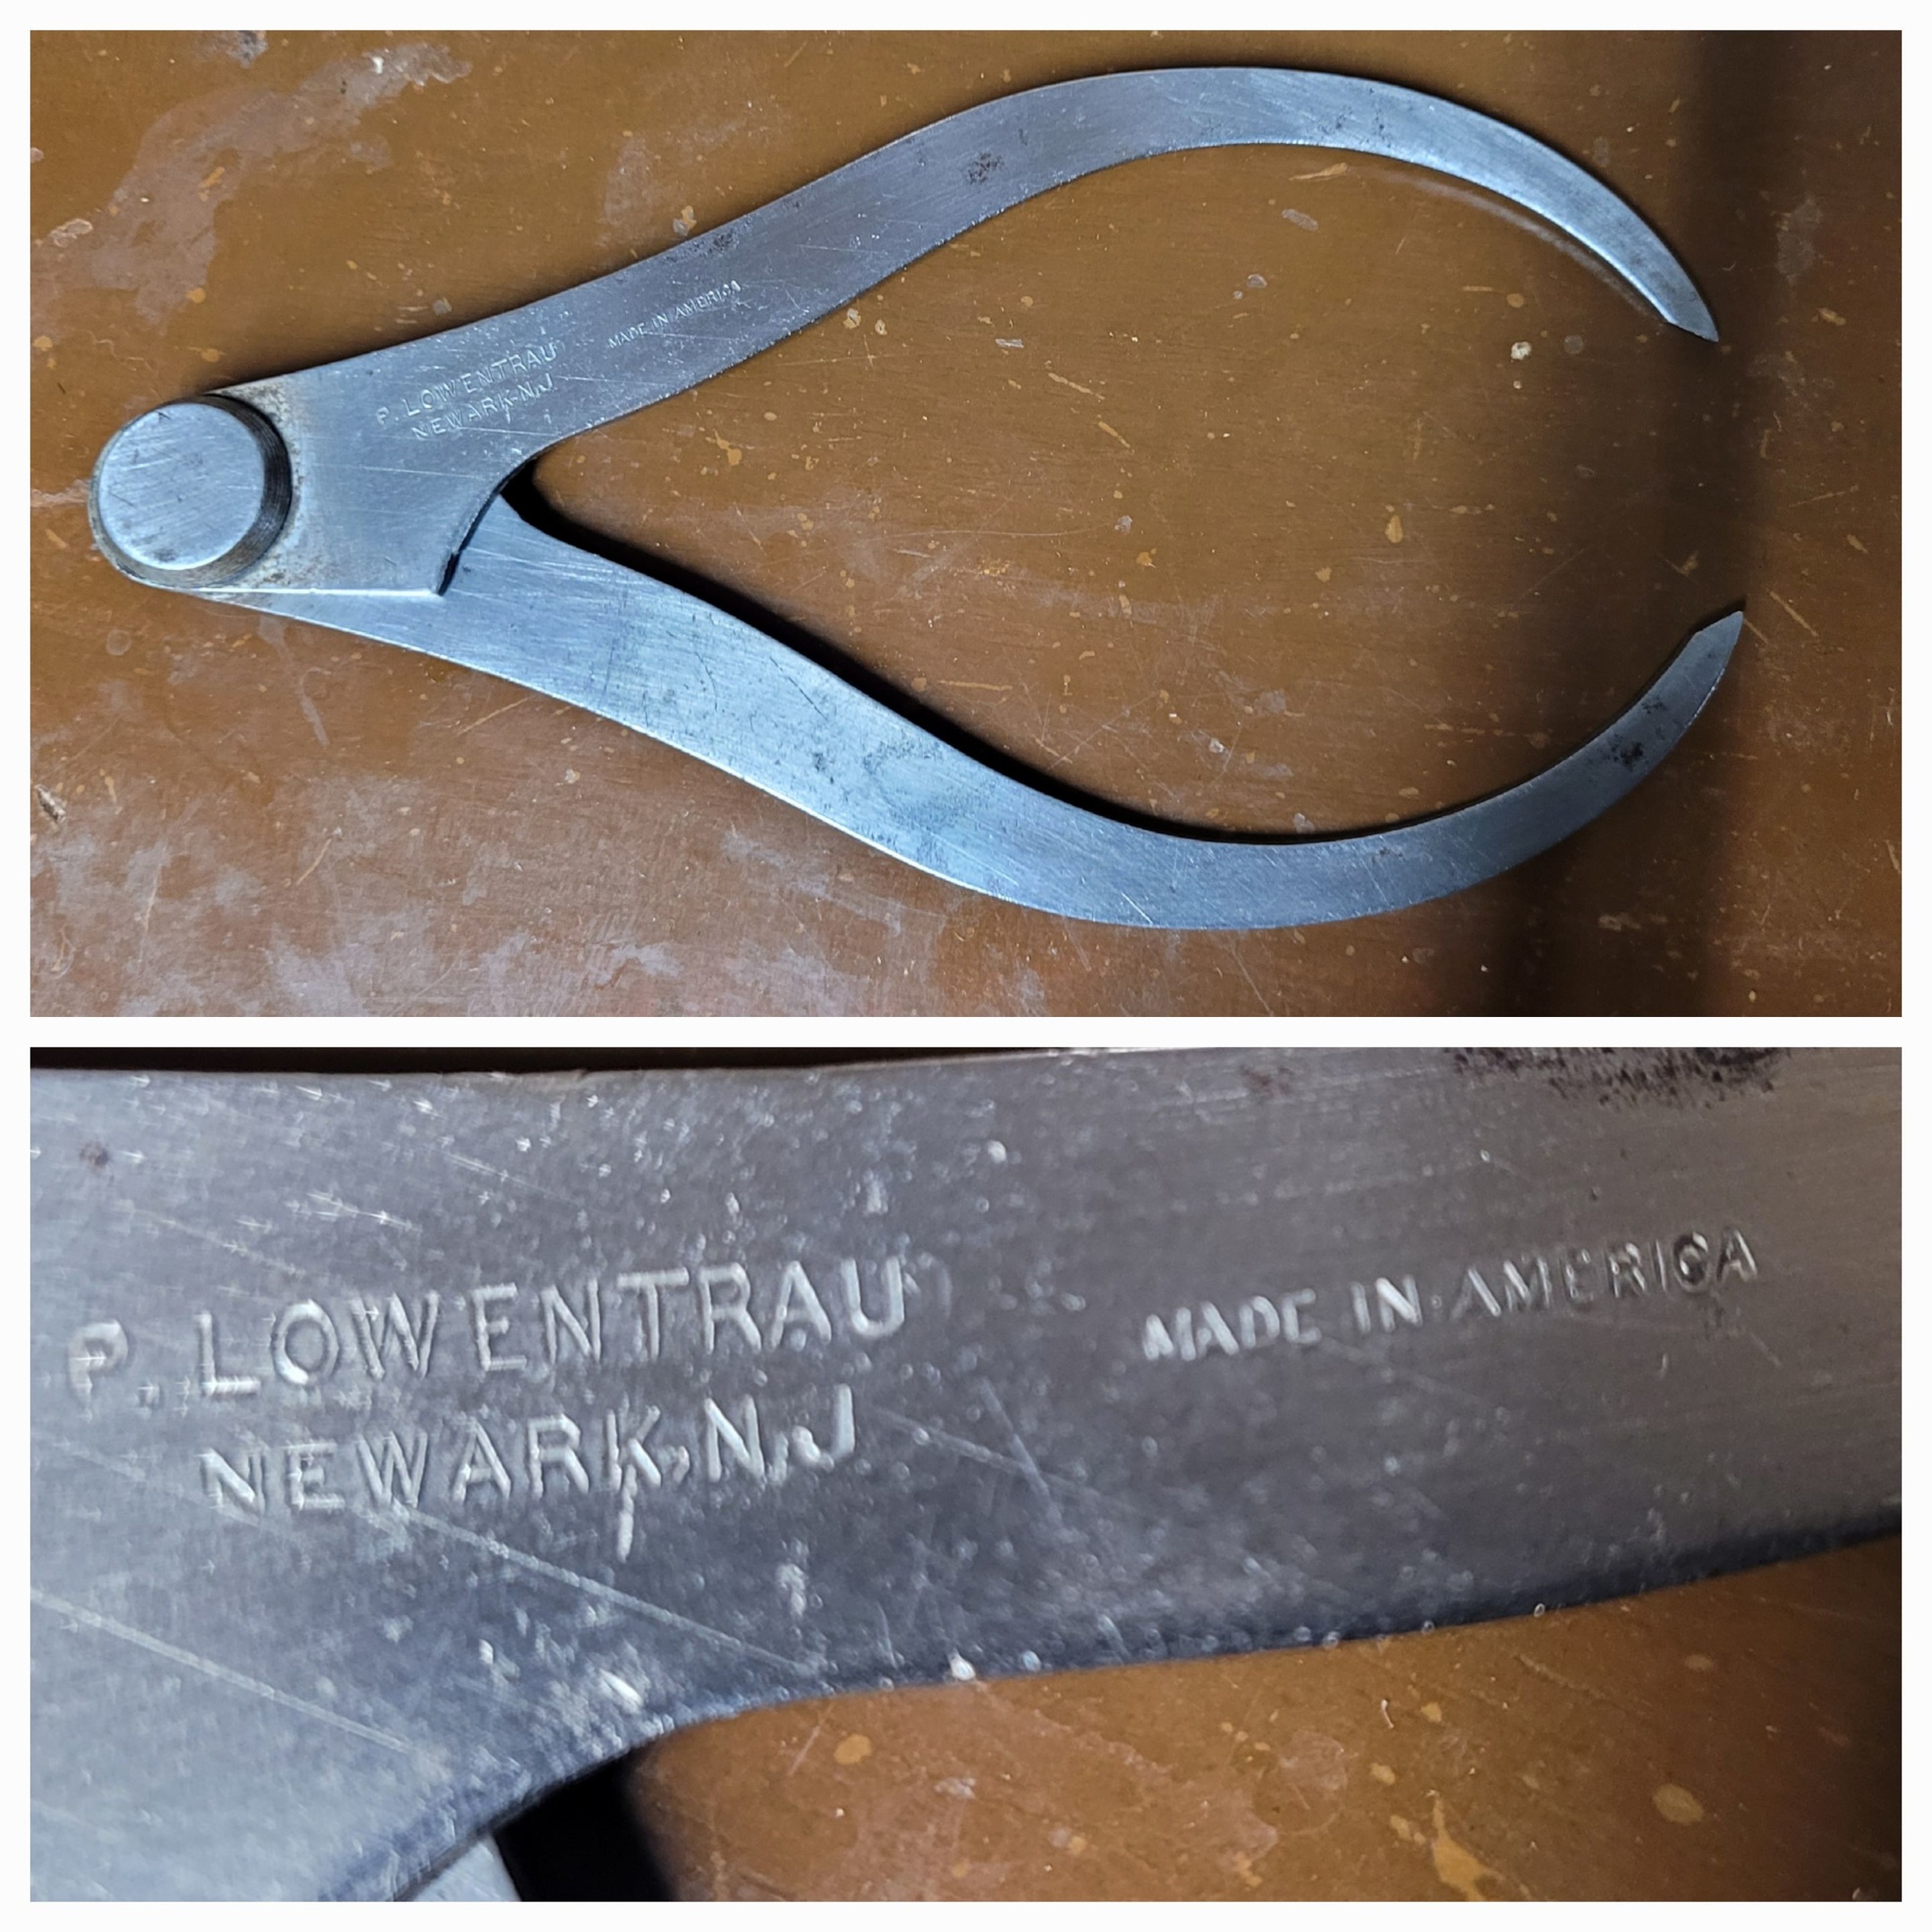 P. LOWENTRAU
NEWARK, N.J
MADE IN AMERICA
P. LOWENTRAU
NEWARK, N.J
MADE IN AMERICA